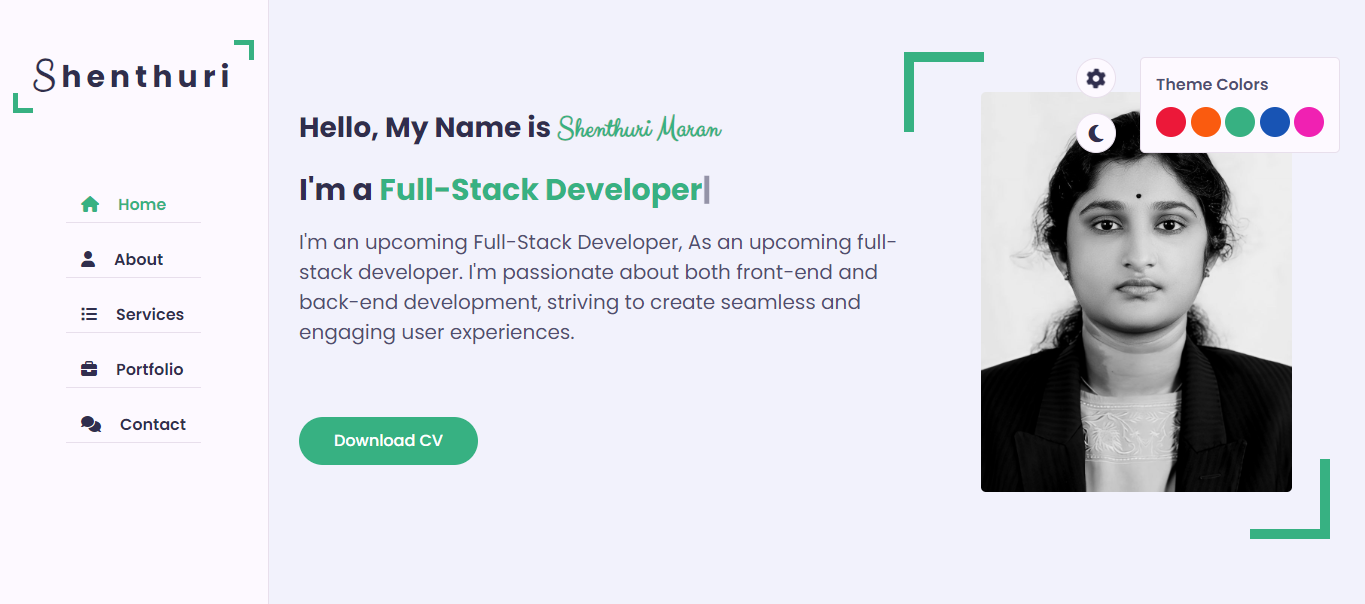 Shenthuri
Home
About
Services
Portfolio
Contact
Hello, My Name is Shenthuri Maran
I'm a Full-Stack Developer
I'm an upcoming Full-Stack Developer, As an upcoming full-
stack developer. I'm passionate about both front-end and
back-end development, striving to create seamless and
engaging user experiences.
Download CV
Theme Colors